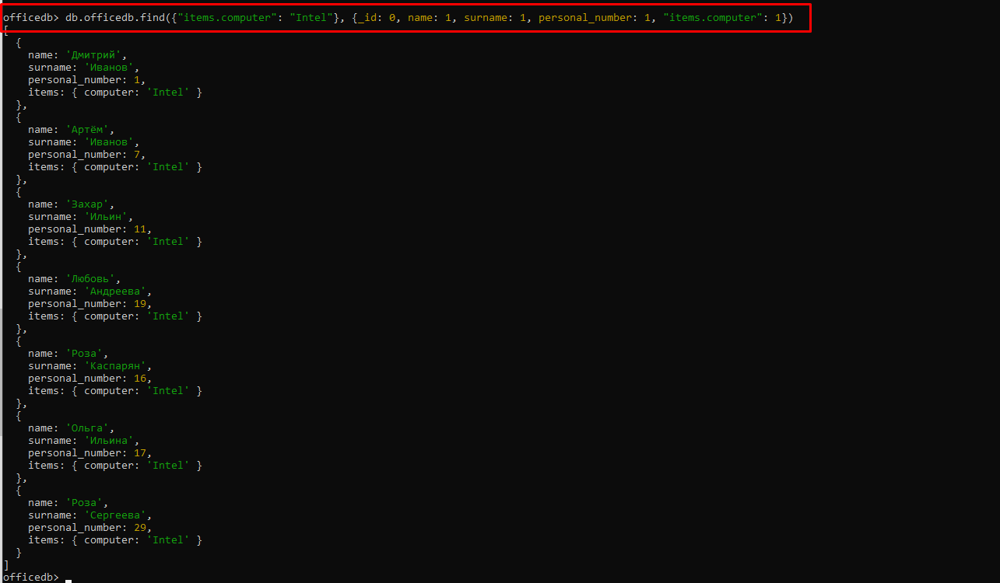 officedb> db.officedb.find({"items.computer": "Intel"}, {_id: 0, name: 1, surname: 1, personal_number: 1, "items.computer": 1})
[
  {
    name: 'Дмитрий',
    surname: 'Иванов',
    personal_number: 1,
    items: { computer: 'Intel' }
  },
  {
    name: 'Артём',
    surname: 'Иванов',
    personal_number: 7,
    items: { computer: 'Intel' }
  },
  {
    name: 'Захар',
    surname: 'Ильин',
    personal_number: 11,
    items: { computer: 'Intel' }
  },
  {
    name: 'Любовь',
    surname: 'Андреева',
    personal_number: 19,
    items: { computer: 'Intel' }
  },
  {
    name: 'Роза',
    surname: 'Каспарян',
    personal_number: 16,
    items: { computer: 'Intel' }
  },
  {
    name: 'Ольга',
    surname: 'Ильина',
    personal_number: 17,
    items: { computer: 'Intel' }
  },
  {
    name: 'Роза',
    surname: 'Сергеева',
    personal_number: 29,
    items: { computer: 'Intel' }
  }
]
officedb>